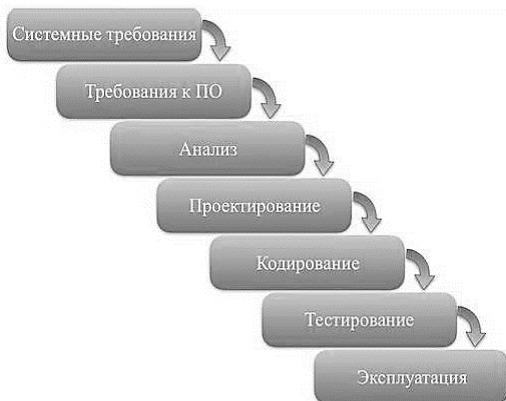 Системные требования
Требования к ПО
Анализ
Проектирование
Кодирование
Тестирование
Эксплуатация